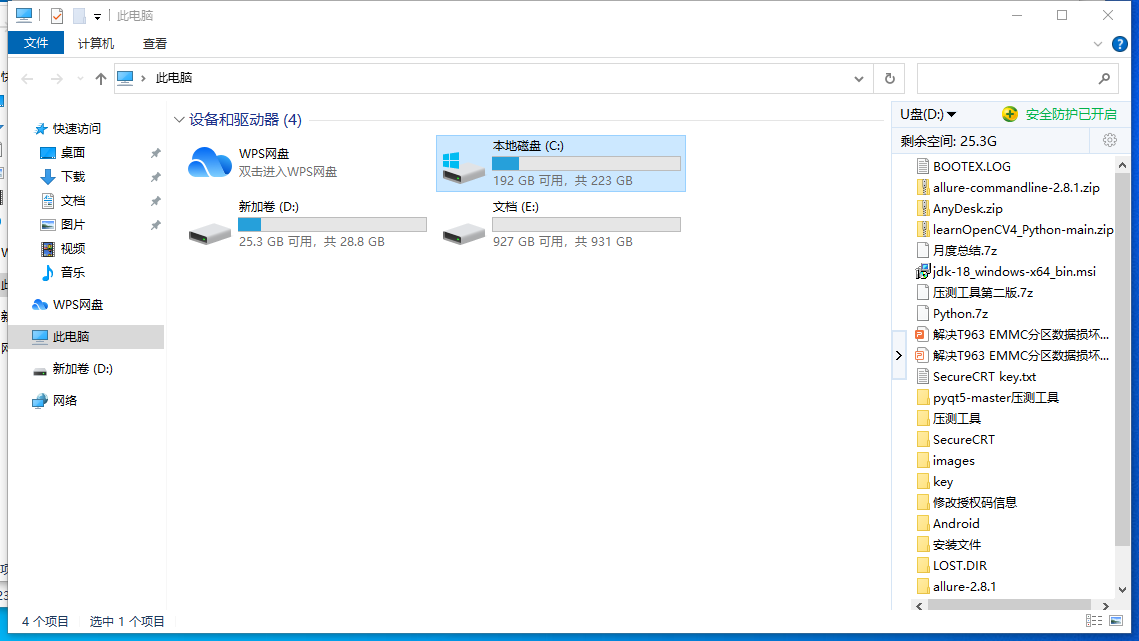 此电脑
文件 计算机 查看
此电脑
快速访问
桌面
下载
文档
图片
视频
音乐
WPS网盘
此电脑
新加卷 (D:)
网络
设备和驱动器 (4)
WPS网盘
双击进入WPS网盘
本地磁盘 (C:)
192 GB 可用，共 223 GB
新加卷 (D:)
25.3 GB 可用，共 28.8 GB
文档 (E:)
927 GB 可用，共 931 GB
U盘(D:) 安全防护已开启
剩余空间: 25.3G
BOOTEX.LOG
allure-commandline-2.8.1.zip
AnyDesk.zip
learnOpenCV4_Python-main.zip
月度总结.7z
jdk-18_windows-x64_bin.msi
压测工具第二版.7z
Python.7z
解决T963 EMMC分区数据损坏...
解决T963 EMMC分区数据损坏...
SecureCRT key.txt
pyqt5-master压测工具
压测工具
SecureCRT
images
key
修改授权码信息
Android
安装文件
LOST.DIR
allure-2.8.1
4 个项目 选中 1 个项目